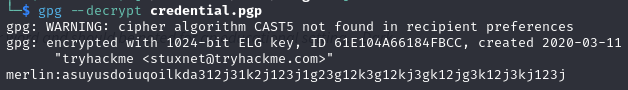 └─$ gpg --decrypt credential.pgp
gpg: WARNING: cipher algorithm CAST5 not found in recipient preferences
gpg: encrypted with 1024-bit ELG key, ID 61E104A66184FBCC, created 2020-03-11
"tryhackme <stuxnet@tryhackme.com>"
merlin:asuyusdoiuqoilkda312j31k2j123j1g23g12k3g12kj3gk12jg3k12j3kj123j